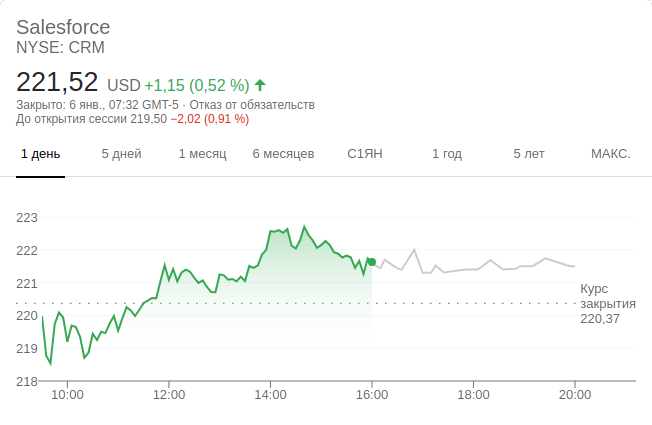 Salesforce
NYSE: CRM
221,52 USD +1,15 (0,52 %)
Закрыто: 6 янв., 07:32 GMT-5 · Отказ от обязательств
До открытия сессии 219,50 −2,02 (0,91 %)
1 день 5 дней 1 месяц 6 месяцев С1ЯН 1 год 5 лет МАКС.
223
222
221
220
219
218
Курс
закрытия
220,37
10:00 12:00 14:00 16:00 18:00 20:00